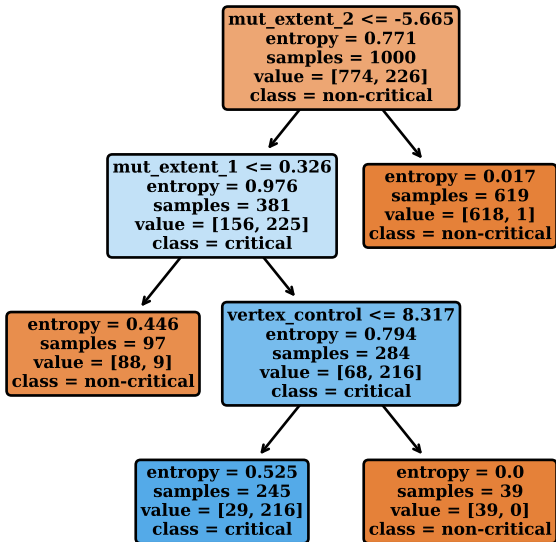 mut_extent_2 <= -5.665
entropy = 0.771
samples = 1000
value = [774, 226]
class = non-critical
mut_extent_1 <= 0.326
entropy = 0.976
samples = 381
value = [156, 225]
class = critical
entropy = 0.017
samples = 619
value = [618, 1]
class = non-critical
entropy = 0.446
samples = 97
value = [88, 9]
class = non-critical
vertex_control <= 8.317
entropy = 0.794
samples = 284
value = [68, 216]
class = critical
entropy = 0.525
samples = 245
value = [29, 216]
class = critical
entropy = 0.0
samples = 39
value = [39, 0]
class = non-critical